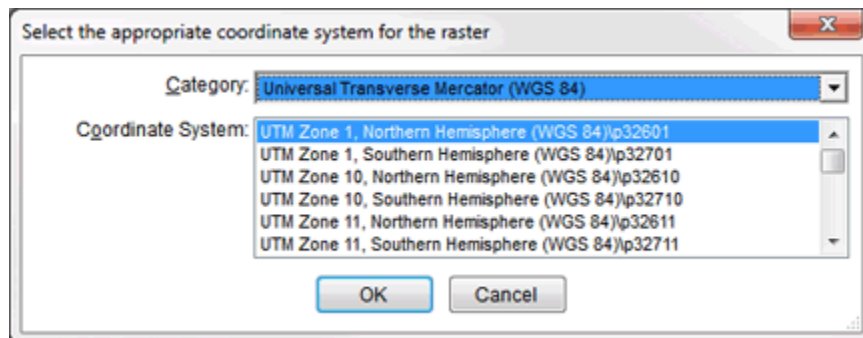 Select the appropriate coordinate system for the raster
Category: Universal Transverse Mercator (WGS 84)
Coordinate System: UTM Zone 1, Northern Hemisphere (WGS 84)\p32601
UTM Zone 1, Southern Hemisphere (WGS 84)\p32701
UTM Zone 10, Northern Hemisphere (WGS 84)\p32610
UTM Zone 10, Southern Hemisphere (WGS 84)\p32710
UTM Zone 11, Northern Hemisphere (WGS 84)\p32611
UTM Zone 11, Southern Hemisphere (WGS 84)\p32711
OK Cancel